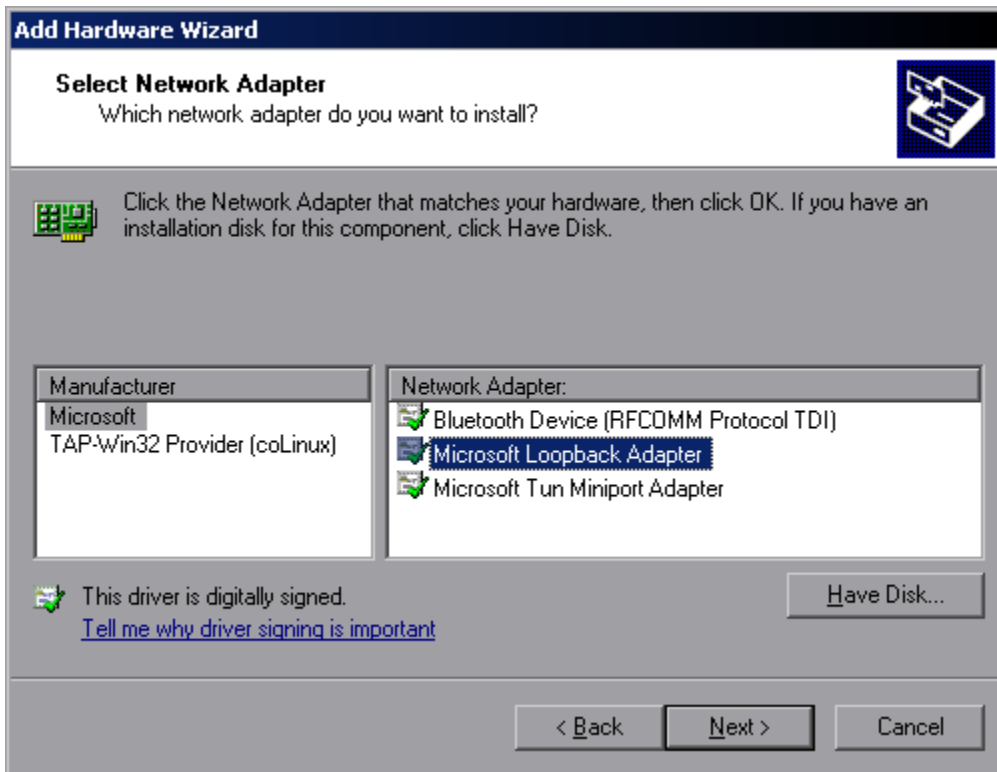 Add Hardware Wizard
Select Network Adapter
Which network adapter do you want to install?
Click the Network Adapter that matches your hardware, then click OK. If you have an
installation disk for this component, click Have Disk.
Manufacturer
Microsoft
TAP-Win32 Provider (coLinux)
Network Adapter:
Bluetooth Device (RFCOMM Protocol TDI)
Microsoft Loopback Adapter
Microsoft Tun Miniport Adapter
This driver is digitally signed.
Tell me why driver signing is important
Have Disk...
< Back
Next >
Cancel